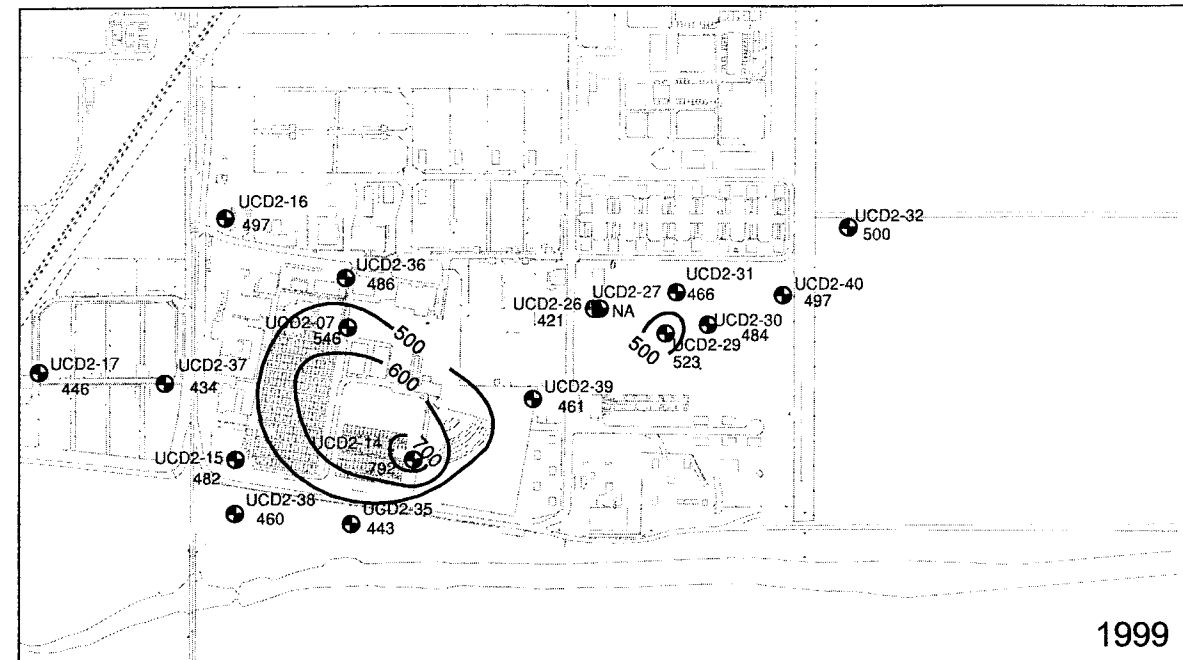 UCD2-16
497
UCD2-32
500
UCD2-36
486
UCD2-31
466
UCD2-40
497
UCD2-27
NA
UCD2-26
421
UCD2-07
546
500
UCD2-30
484
500
UCD2-29
523
UCD2-17
446
UCD2-37
434
600
UCD2-39
461
UCD2-14
792
700
UCD2-15
482
UCD2-38
460
UCD2-35
443
1999